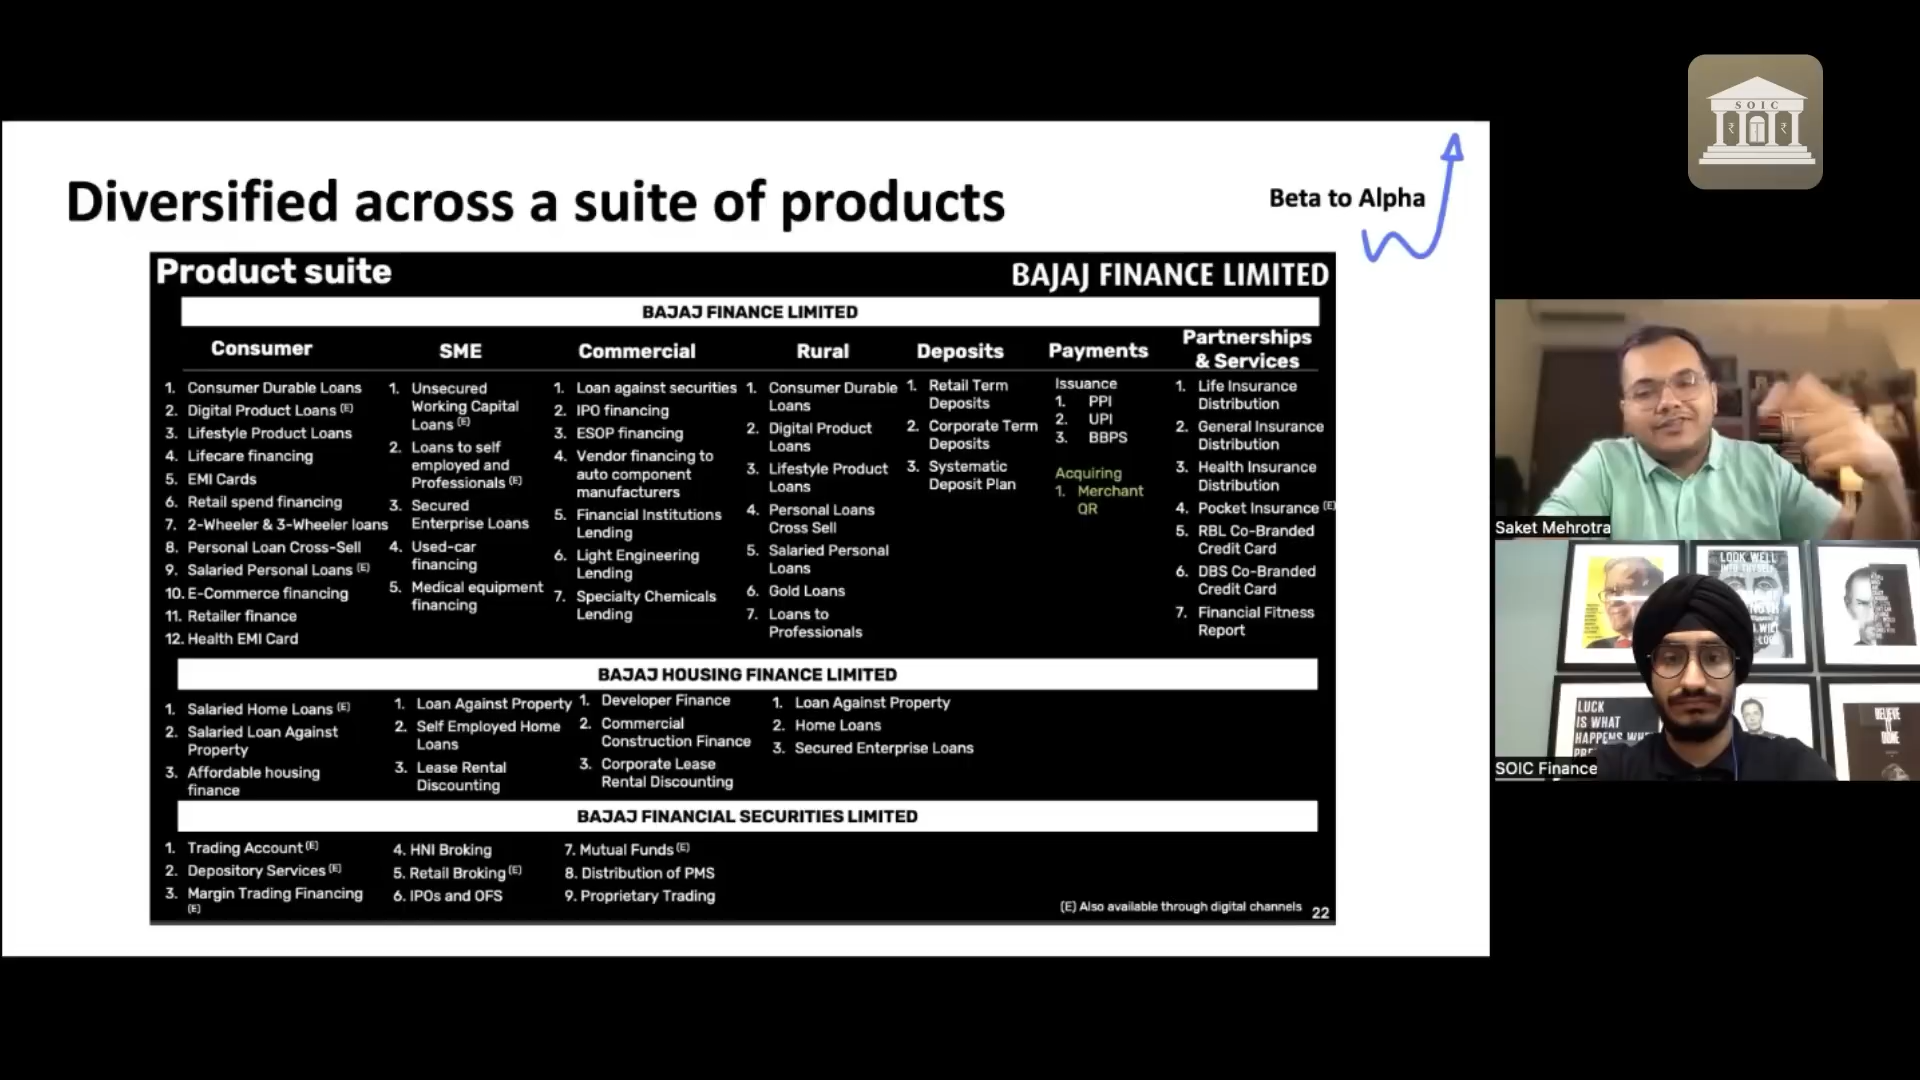 SOIC
Diversified across a suite of products
Beta to Alpha
Product suite
BAJAJ FINANCE LIMITED
BAJAJ FINANCE LIMITED
Consumer
1. Consumer Durable Loans
2. Digital Product Loans (E)
3. Lifestyle Product Loans
4. Lifecare financing
5. EMI Cards
6. Retail spend financing
7. 2-Wheeler & 3-Wheeler loans
8. Personal Loan Cross-Sell
9. Salaried Personal Loans (E)
10. E-Commerce financing
11. Retailer finance
12. Health EMI Card
SME
1. Unsecured
Working Capital
Loans (E)
2. Loans to self
employed and
Professionals (E)
3. Secured
Enterprise Loans
4. Used-car
financing
5. Medical equipment
financing
Commercial
1. Loan against securities
2. IPO financing
3. ESOP financing
4. Vendor financing to
auto component
manufacturers
5. Financial Institutions
Lending
6. Light Engineering
Lending
7. Specialty Chemicals
Lending
Rural
1. Consumer Durable
Loans
2. Digital Product
Loans
3. Lifestyle Product
Loans
4. Personal Loans
Cross Sell
5. Salaried Personal
Loans
6. Gold Loans
7. Loans to
Professionals
Deposits
1. Retail Term
Deposits
2. Corporate Term
Deposits
3. Systematic
Deposit Plan
Payments
Issuance
1. PPI
2. UPI
3. BBPS
Acquiring
1. Merchant
QR
Partnerships
& Services
1. Life Insurance
Distribution
2. General Insurance
Distribution
3. Health Insurance
Distribution
4. Pocket Insurance (E)
5. RBL Co-Branded
Credit Card
6. DBS Co-Branded
Credit Card
7. Financial Fitness
Report
BAJAJ HOUSING FINANCE LIMITED
1. Salaried Home Loans (E)
2. Salaried Loan Against
Property
3. Affordable housing
finance
1. Loan Against Property
2. Self Employed Home
Loans
3. Lease Rental
Discounting
1. Developer Finance
2. Commercial
Construction Finance
3. Corporate Lease
Rental Discounting
1. Loan Against Property
2. Home Loans
3. Secured Enterprise Loans
BAJAJ FINANCIAL SECURITIES LIMITED
1. Trading Account (E)
2. Depository Services (E)
3. Margin Trading Financing
(E)
4. HNI Broking
5. Retail Broking (E)
6. IPOs and OFS
7. Mutual Funds (E)
8. Distribution of PMS
9. Proprietary Trading
(E) Also available through digital channels
22
Saket Mehrotra
LOOK WELL
LUCK
IS WHAT
HAPPENS
BELIEVE
DONE
SOIC Finance